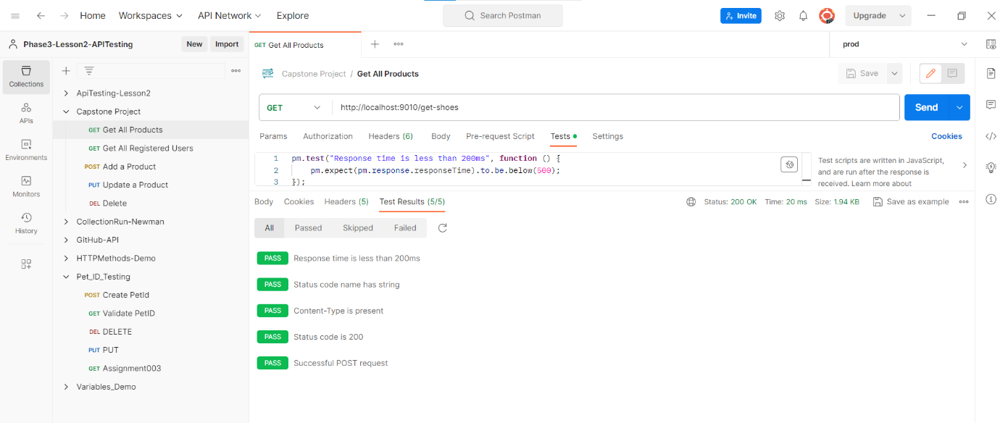 Home Workspaces API Network Explore Search Postman Invite Upgrade
Phase3-Lesson2-APITesting New Import GET Get All Products prod
Collections
APIs
Environments
Monitors
History
ApiTesting-Lesson2
Capstone Project
GET Get All Products
GET Get All Registered Users
POST Add a Product
PUT Update a Product
DEL Delete
CollectionRun-Newman
GitHub-API
HTTPMethods-Demo
Pet_ID_Testing
POST Create PetId
GET Validate PetID
DEL DELETE
PUT PUT
GET Assignment003
Variables_Demo
HTTP Capstone Project / Get All Products Save
GET http://localhost:9010/get-shoes Send
Params Authorization Headers (6) Body Pre-request Script Tests Settings Cookies
1 pm.test("Response time is less than 200ms", function () {
2 pm.expect(pm.response.responseTime).to.be.below(500);
3 });
Test scripts are written in JavaScript,
and are run after the response is
received. Learn more about
Body Cookies Headers (5) Test Results (5/5) Status: 200 OK Time: 20 ms Size: 1.94 KB Save as example
All Passed Skipped Failed
PASS Response time is less than 200ms
PASS Status code name has string
PASS Content-Type is present
PASS Status code is 200
PASS Successful POST request